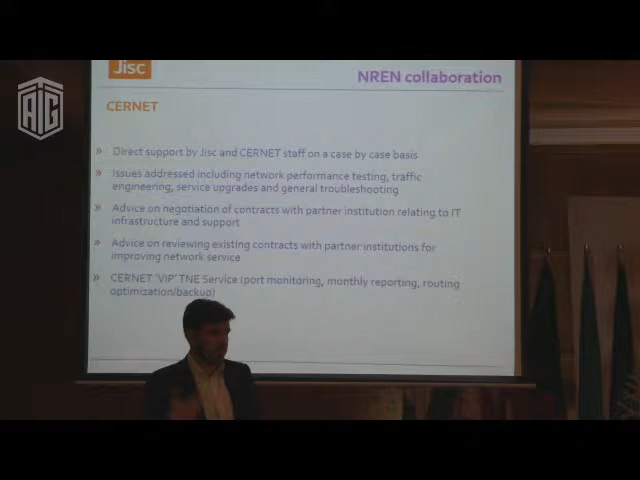 Jisc
NREN collaboration
AIG
CERNET
» Direct support by Jisc and CERNET staff on a case by case basis
» Issues addressed including network performance testing, traffic
engineering, service upgrades and general troubleshooting
» Advice on negotiation of contracts with partner institution relating to IT
infrastructure and support
» Advice on reviewing existing contracts with partner institutions for
improving network service
» CERNET 'VIP' TNE Service (port monitoring, monthly reporting, routing
optimization/backup)